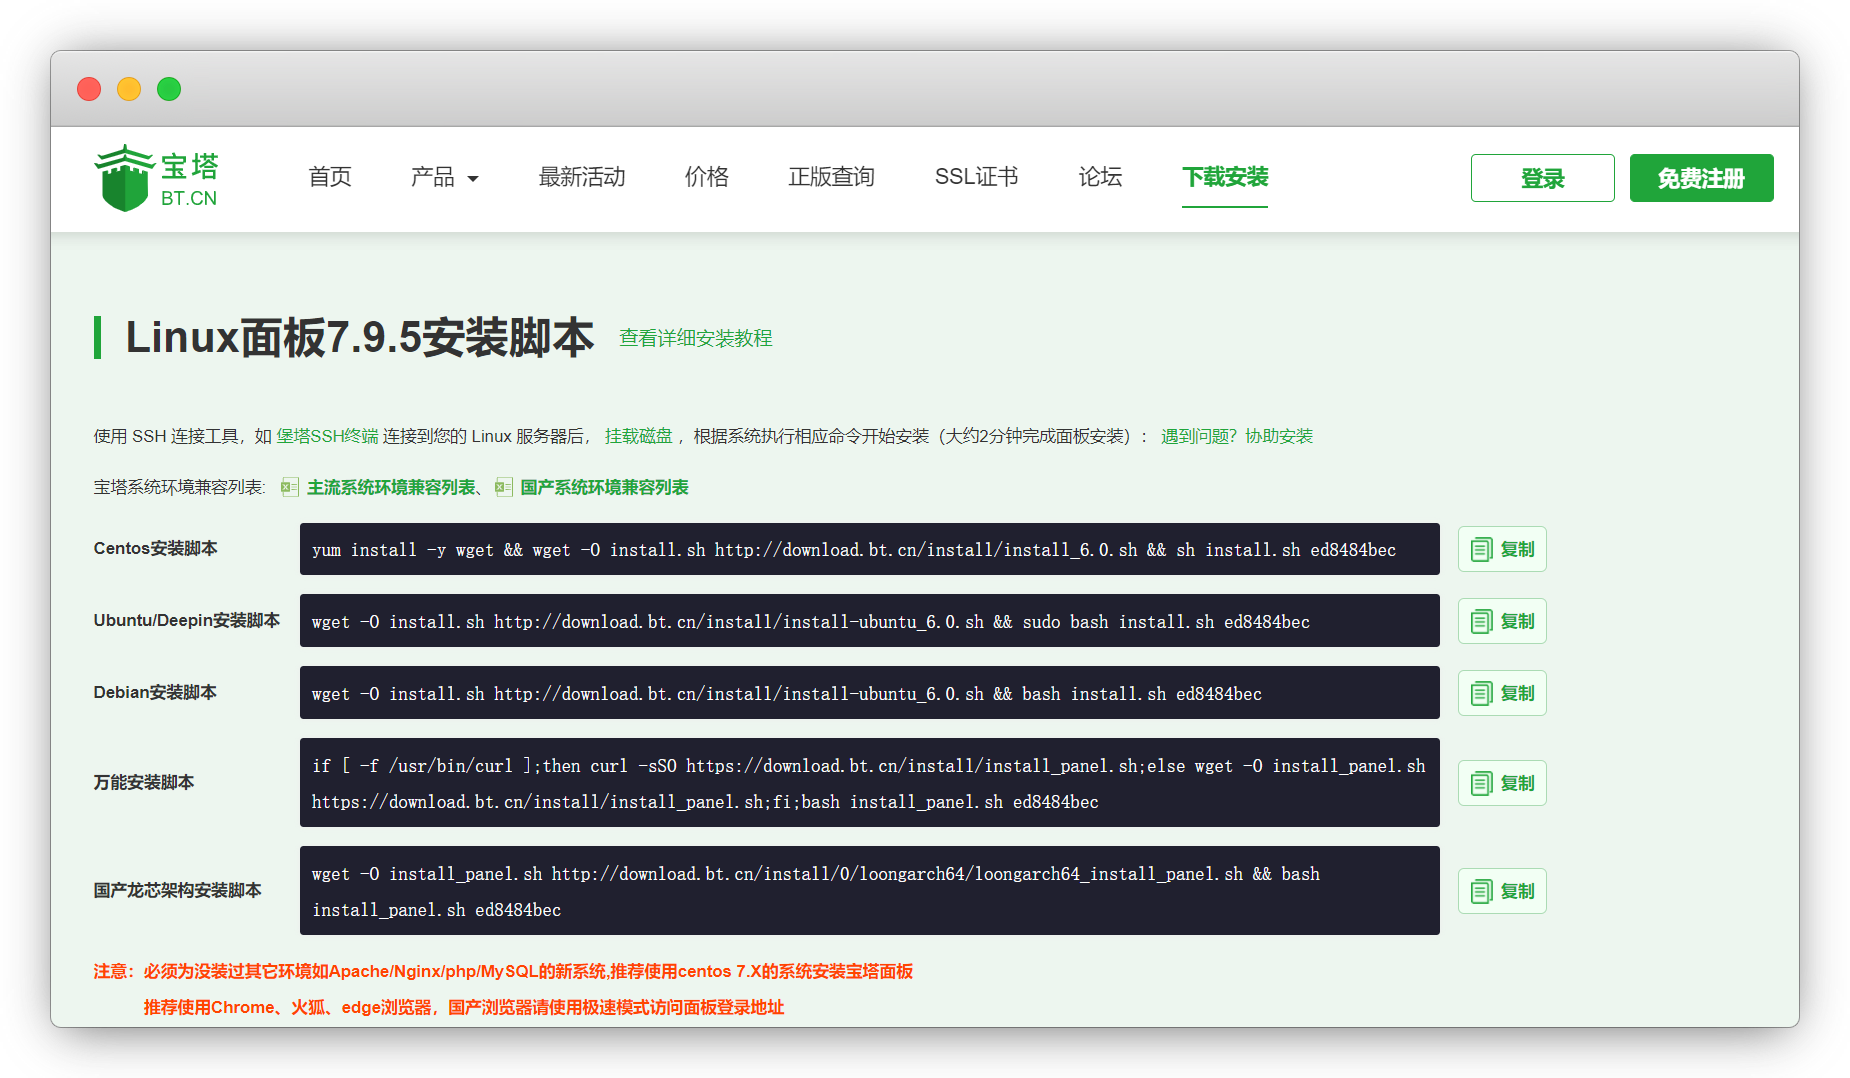 宝塔
BT.CN
首页 产品 最新活动 价格 正版查询 SSL证书 论坛 下载安装 登录 免费注册
Linux面板7.9.5安装脚本 查看详细安装教程
使用 SSH 连接工具，如 堡塔SSH终端 连接到您的 Linux 服务器后， 挂载磁盘 ，根据系统执行相应命令开始安装（大约2分钟完成面板安装）： 遇到问题？协助安装
宝塔系统环境兼容列表: 主流系统环境兼容列表、 国产系统环境兼容列表
Centos安装脚本 yum install -y wget && wget -O install.sh http://download.bt.cn/install/install_6.0.sh && sh install.sh ed8484bec 复制
Ubuntu/Deepin安装脚本 wget -O install.sh http://download.bt.cn/install/install-ubuntu_6.0.sh && sudo bash install.sh ed8484bec 复制
Debian安装脚本 wget -O install.sh http://download.bt.cn/install/install-ubuntu_6.0.sh && bash install.sh ed8484bec 复制
万能安装脚本 if [ -f /usr/bin/curl ];then curl -sSO https://download.bt.cn/install/install_panel.sh;else wget -O install_panel.sh
https://download.bt.cn/install/install_panel.sh;fi;bash install_panel.sh ed8484bec 复制
国产龙芯架构安装脚本 wget -O install_panel.sh http://download.bt.cn/install/0/loongarch64/loongarch64_install_panel.sh && bash
install_panel.sh ed8484bec 复制
注意：必须为没装过其它环境如Apache/Nginx/php/MySQL的新系统,推荐使用centos 7.X的系统安装宝塔面板
推荐使用Chrome、火狐、edge浏览器，国产浏览器请使用极速模式访问面板登录地址